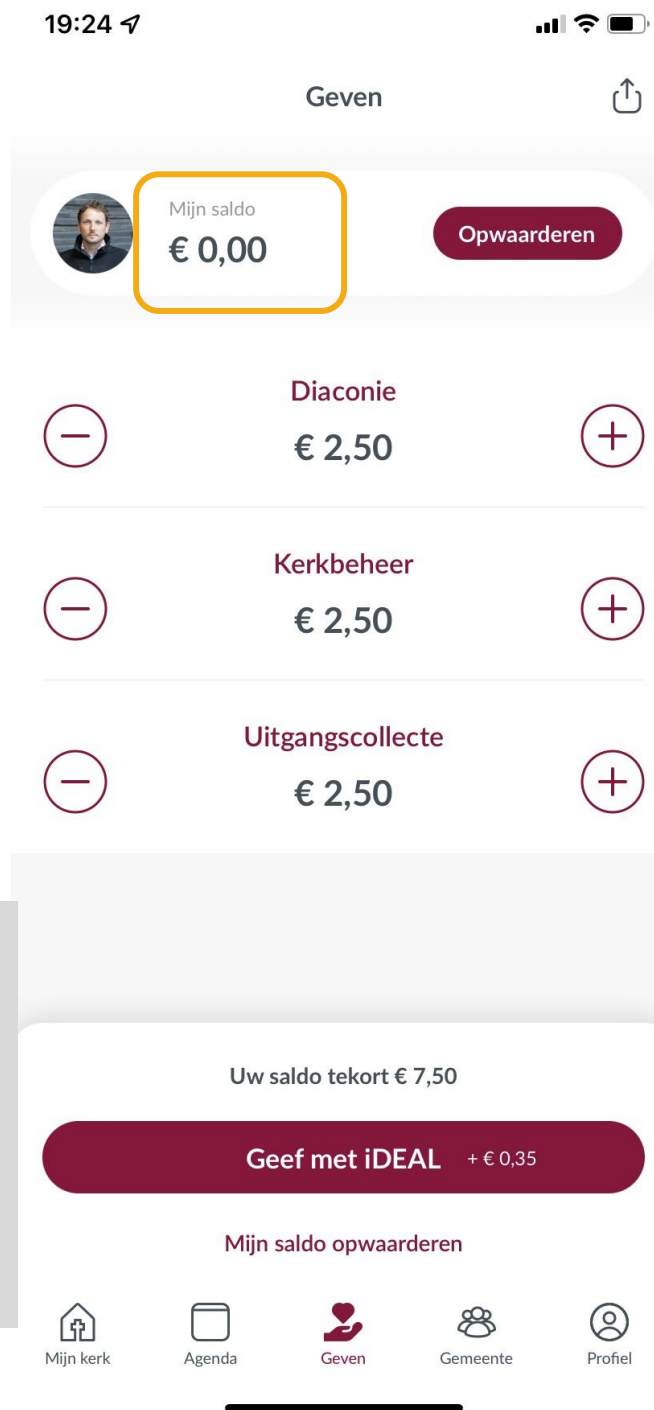 19:24
Geven
Mijn saldo
€ 0,00
Opwaarderen
Diaconie
€ 2,50
Kerkbeheer
€ 2,50
Uitgangscollecte
€ 2,50
Uw saldo tekort € 7,50
Geef met iDEAL + € 0,35
Mijn saldo opwaarderen
Mijn kerk Agenda Geven Gemeente Profiel